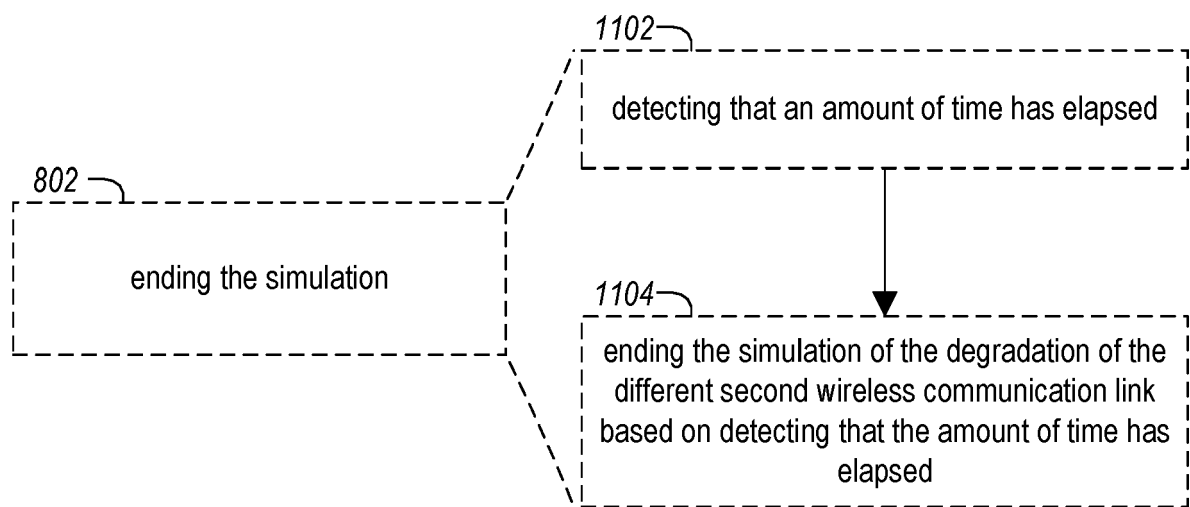 802
ending the simulation
1102
detecting that an amount of time has elapsed
1104
ending the simulation of the degradation of the
different second wireless communication link
based on detecting that the amount of time has
elapsed